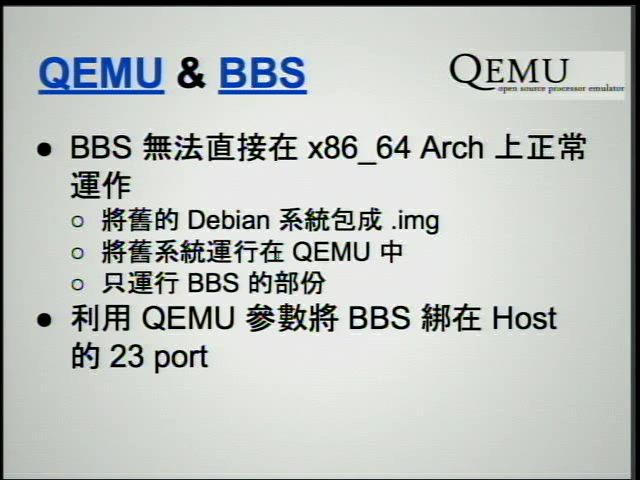 QEMU & BBS
QEMU
open source processor emulator
● BBS 無法直接在 x86_64 Arch 上正常
運作
○ 將舊的 Debian 系統包成 .img
○ 將舊系統運行在 QEMU 中
○ 只運行 BBS 的部份
● 利用 QEMU 參數將 BBS 綁在 Host
的 23 port